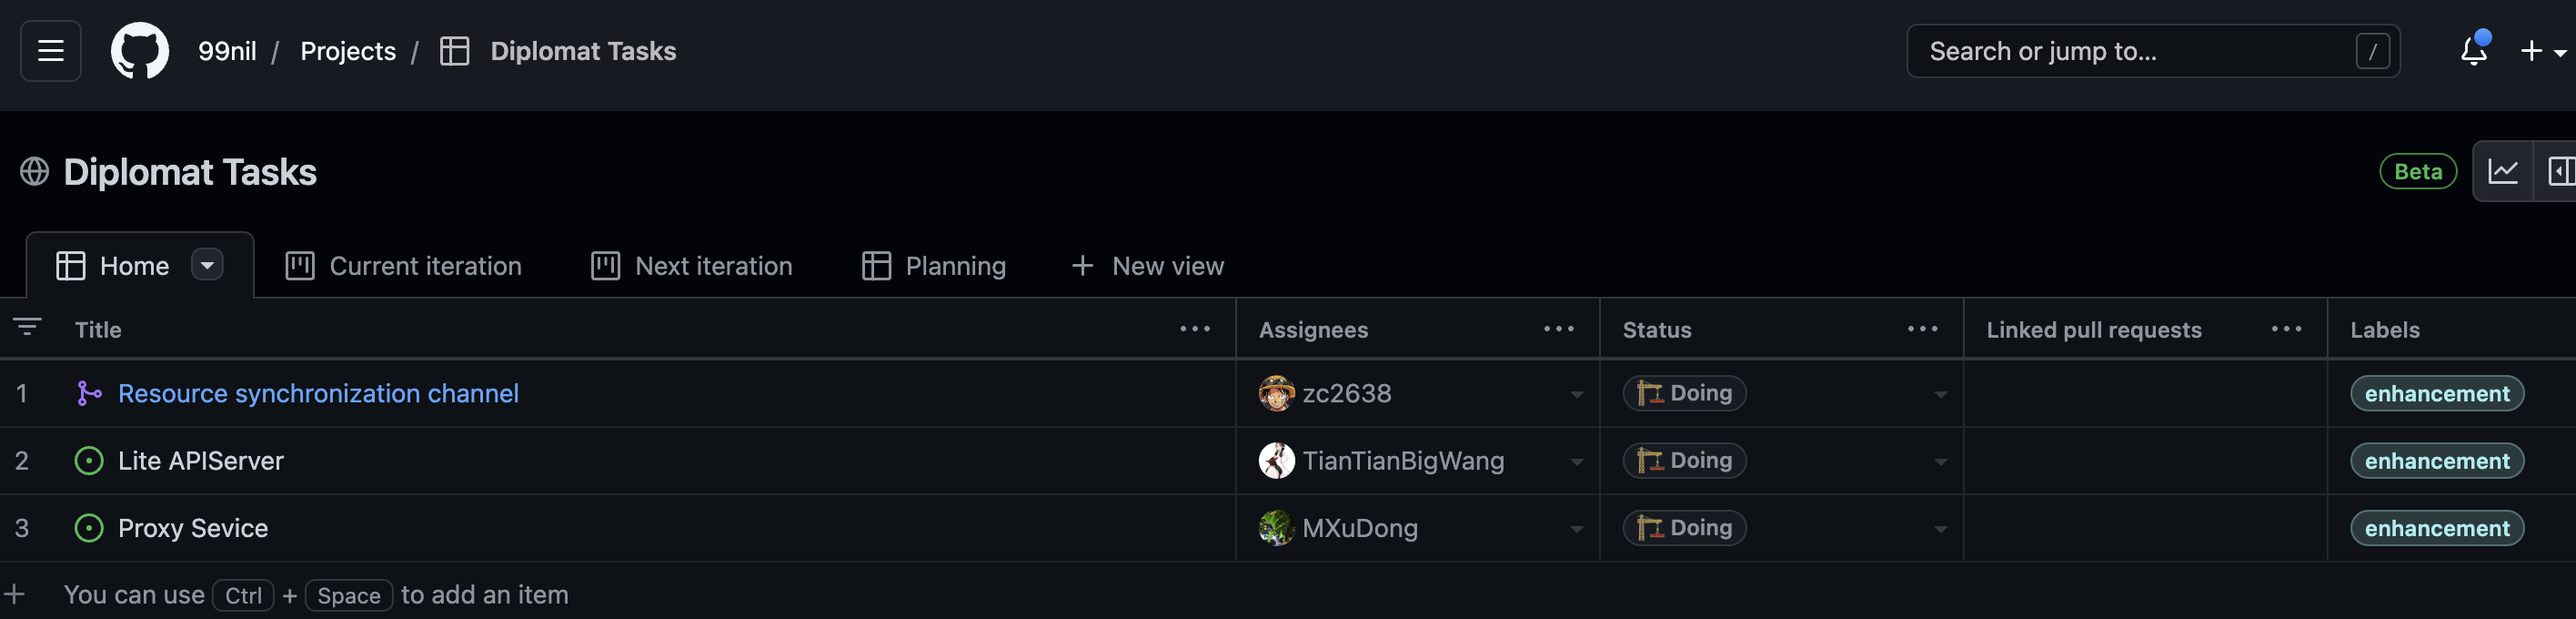 99nil / Projects / Diplomat Tasks Search or jump to... /
Diplomat Tasks Beta
Home Current iteration Next iteration Planning + New view
Title ... Assignees ... Status ... Linked pull requests ... Labels
1 Resource synchronization channel zc2638 Doing enhancement
2 Lite APIServer TianTianBigWang Doing enhancement
3 Proxy Sevice MXuDong Doing enhancement
+ You can use Ctrl + Space to add an item